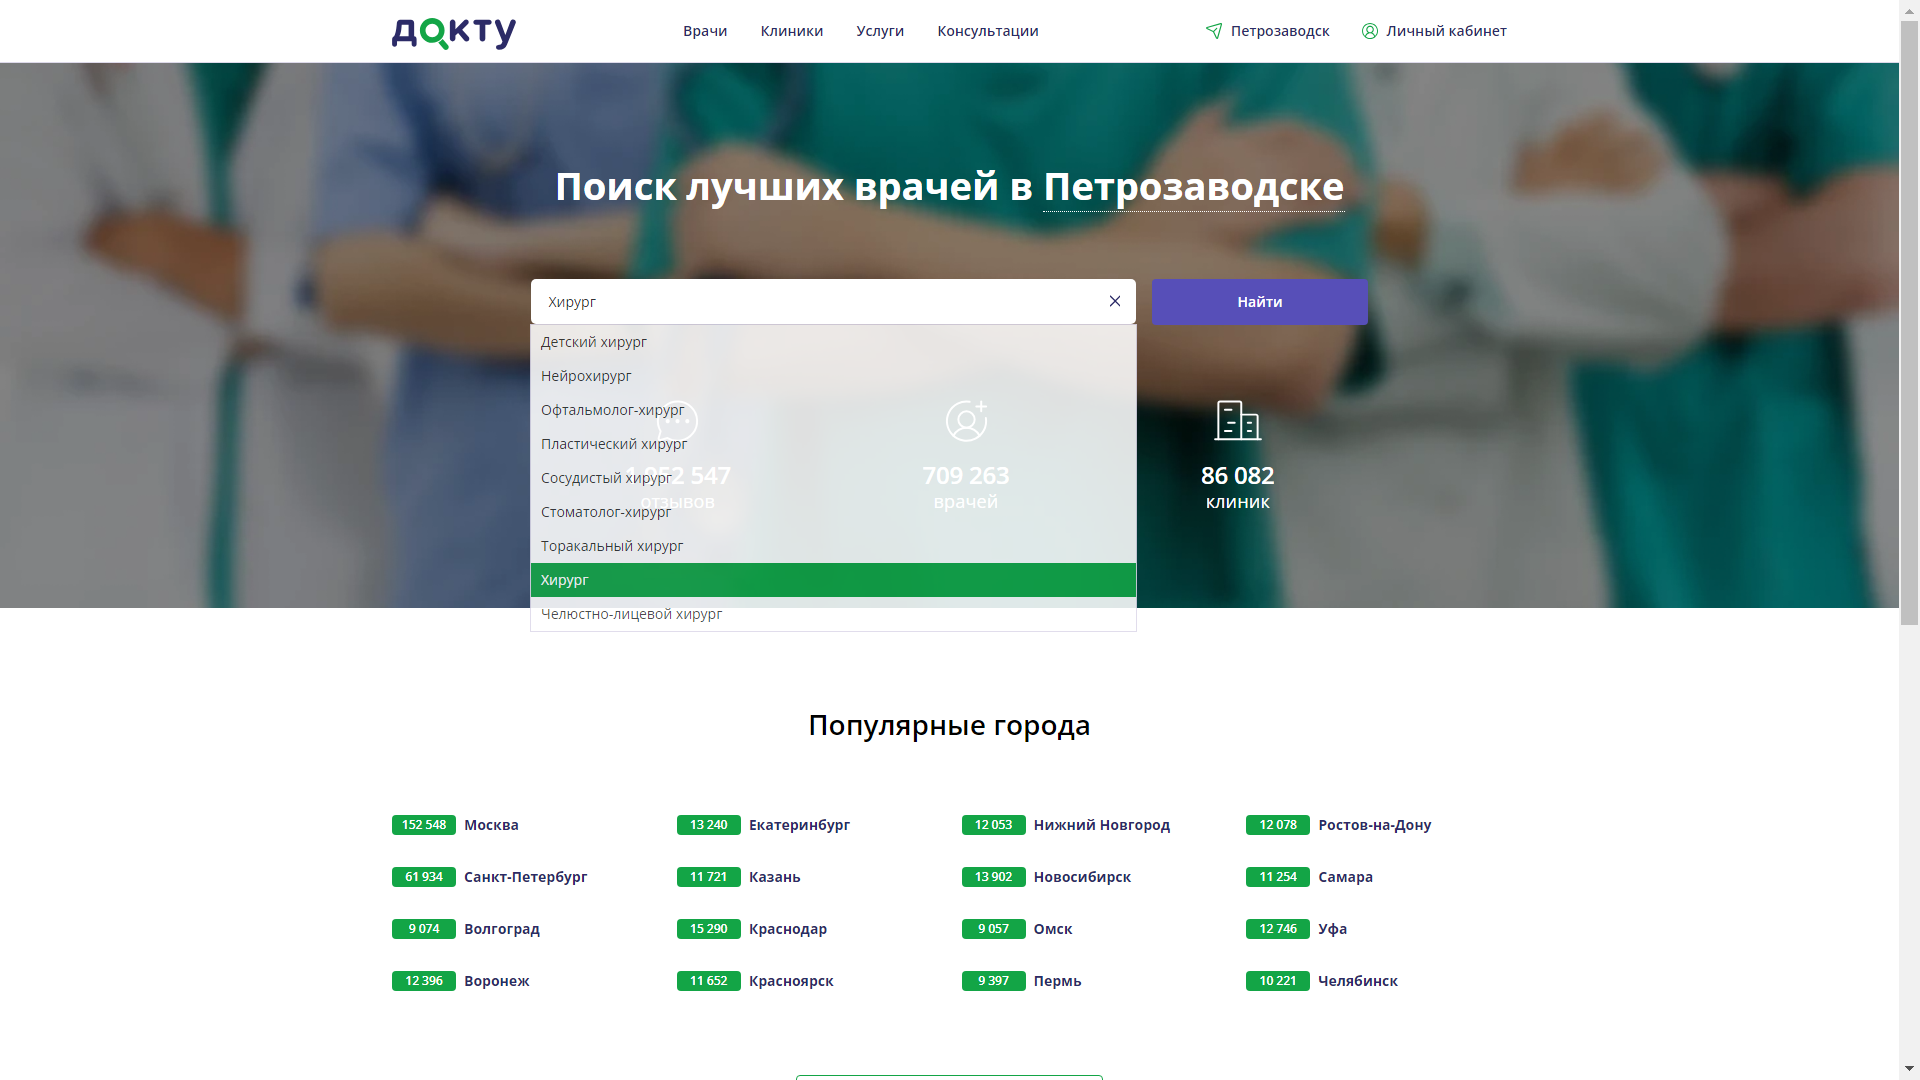 ДОКТУ
Врачи Клиники Услуги Консультации
Петрозаводск Личный кабинет
Поиск лучших врачей в Петрозаводске
Хирург
Найти
Детский хирург
Нейрохирург
Офтальмолог-хирург
Пластический хирург
Сосудистый хирург
Стоматолог-хирург
Торакальный хирург
Хирург
Челюстно-лицевой хирург
52 547
отзывов
709 263
врачей
86 082
клиник
Популярные города
152 548 Москва
13 240 Екатеринбург
12 053 Нижний Новгород
12 078 Ростов-на-Дону
61 934 Санкт-Петербург
11 721 Казань
13 902 Новосибирск
11 254 Самара
9 074 Волгоград
15 290 Краснодар
9 057 Омск
12 746 Уфа
12 396 Воронеж
11 652 Красноярск
9 397 Пермь
10 221 Челябинск